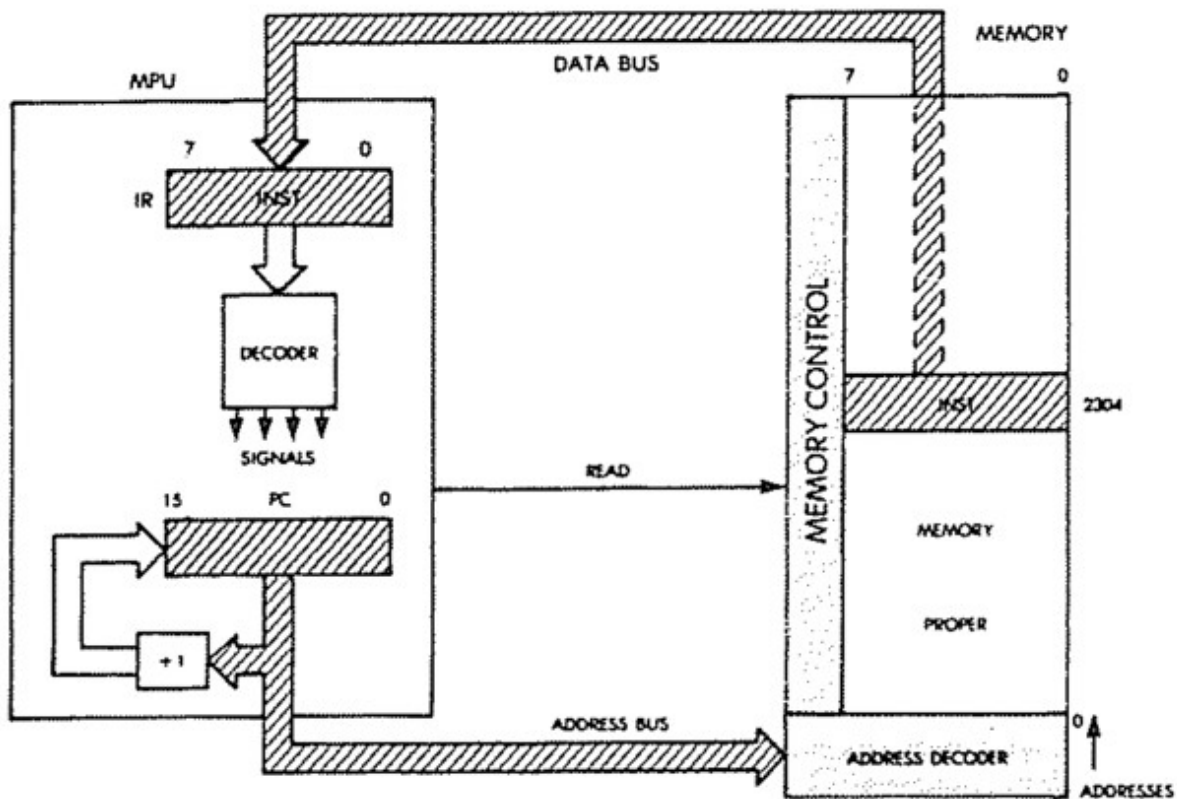 MEMORY
DATA BUS
7 0
MPU
7 0
IR INST
DECODER
SIGNALS
MEMORY CONTROL
INST 2304
READ
15 PC 0
MEMORY
PROPER
+1
ADDRESS BUS
0
ADDRESS DECODER
ADDRESSES